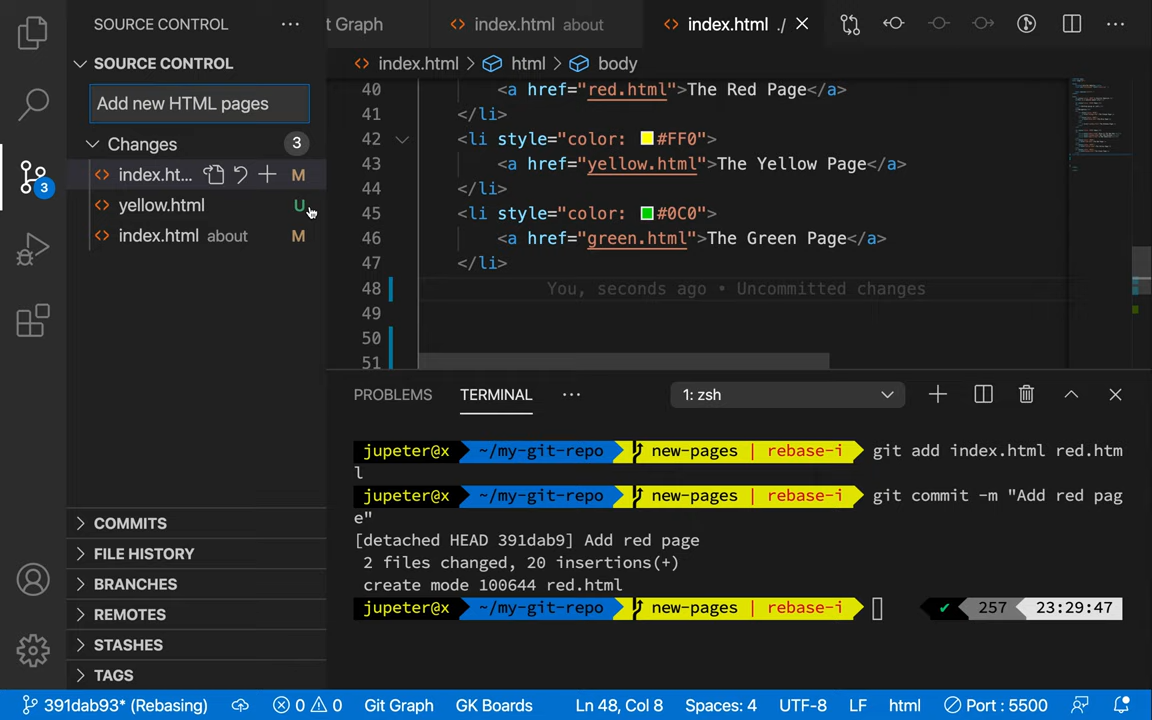 SOURCE CONTROL
SOURCE CONTROL
Add new HTML pages
Changes 3
index.ht... M
yellow.html U
index.html about M
3
COMMITS
FILE HISTORY
BRANCHES
REMOTES
STASHES
TAGS
t Graph index.html about index.html ./
index.html > html > body
40 <a href="red.html">The Red Page</a>
41 </li>
42 <li style="color: #FF0">
43 <a href="yellow.html">The Yellow Page</a>
44 </li>
45 <li style="color: #0C0">
46 <a href="green.html">The Green Page</a>
47 </li>
48 You, seconds ago • Uncommitted changes
49
50
51
PROBLEMS TERMINAL 1: zsh
jupeter@x ~/my-git-repo new-pages | rebase-i git add index.html red.htm
l
jupeter@x ~/my-git-repo new-pages | rebase-i git commit -m "Add red pag
e"
[detached HEAD 391dab9] Add red page
2 files changed, 20 insertions(+)
create mode 100644 red.html
jupeter@x ~/my-git-repo new-pages | rebase-i ✔ 257 23:29:47
391dab93* (Rebasing) 0 0 Git Graph GK Boards Ln 48, Col 8 Spaces: 4 UTF-8 LF html Port : 5500